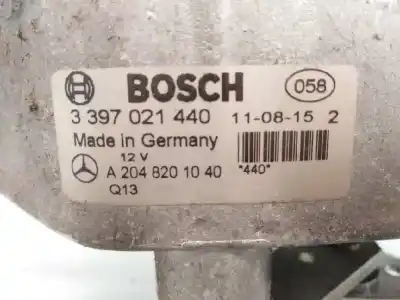 BOSCH 058
3 397 021 440 11-08-15 2
Made in Germany
12 V
A 204 820 10 40 *440*
Q13